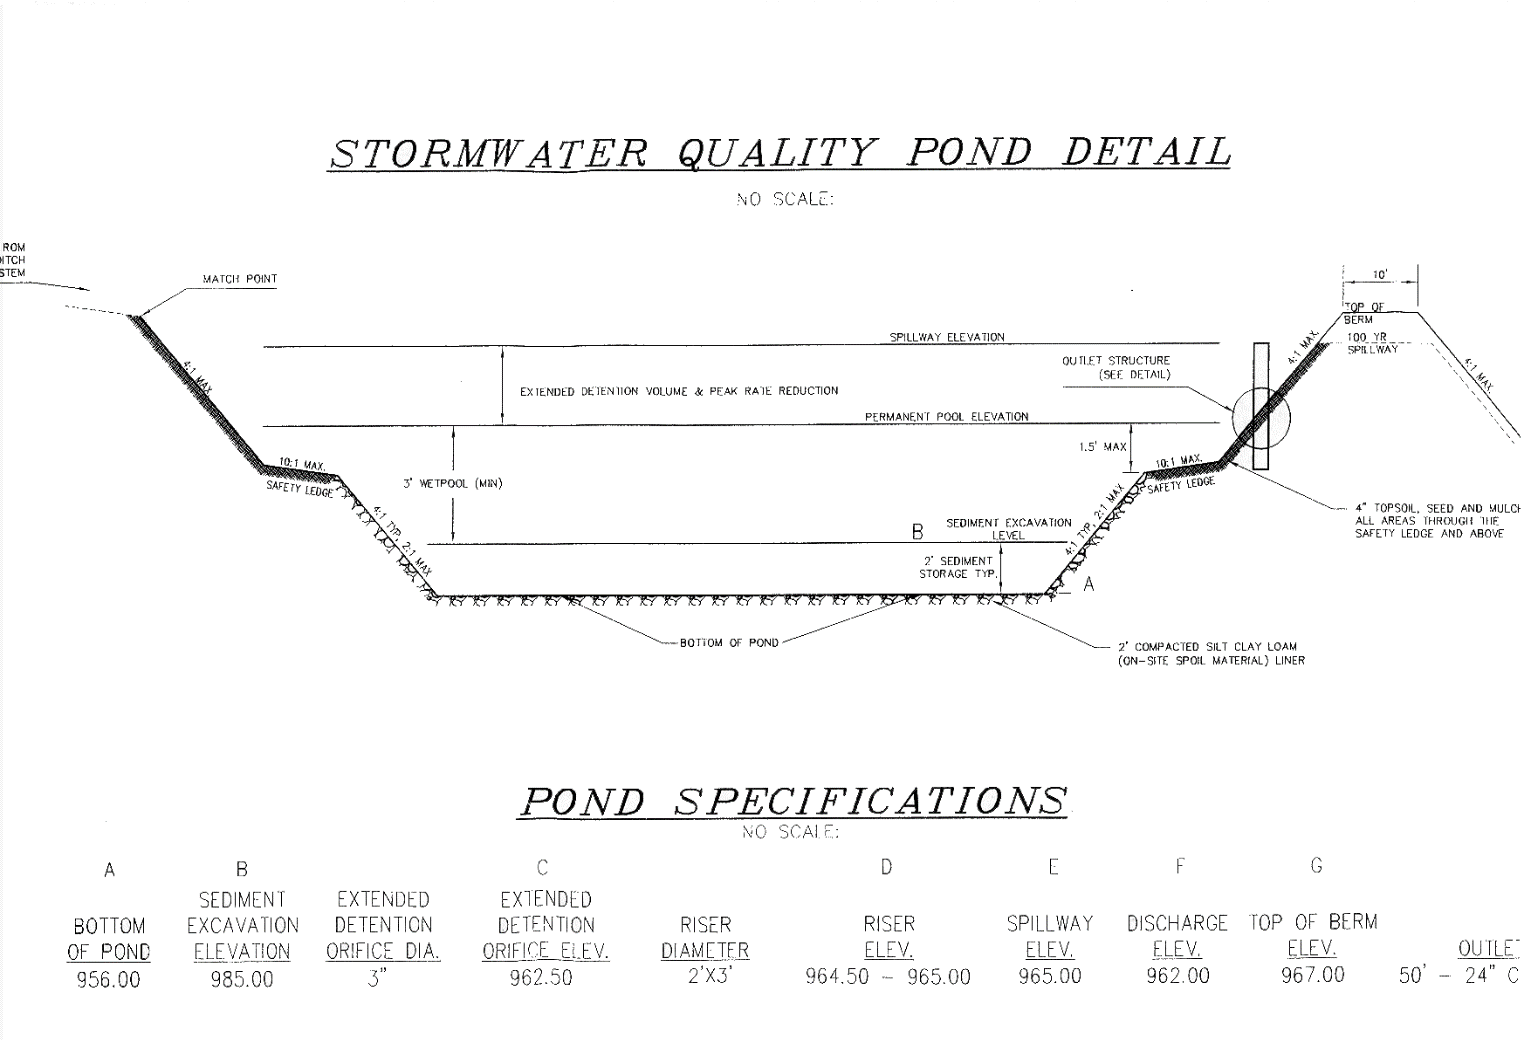 STORMWATER QUALITY POND DETAIL
NO SCALE:
ROM
ITCH
STEM
MATCH POINT
10'
TOP OF
BERM
100 YR
SPILLWAY
4:1 MAX.
4:1 MAX.
4:1 MAX
SPILLWAY ELEVATION
OUTLET STRUCTURE
(SEE DETAIL)
EXTENDED DETENTION VOLUME & PEAK RATE REDUCTION
PERMANENT POOL ELEVATION
1.5' MAX
10:1 MAX.
SAFETY LEDGE
10:1 MAX.
SAFETY LEDGE
3' WETPOOL (MIN)
4:1 TYP, 2:1 MAX
4:1 TYP, 2:1 MAX
4" TOPSOIL, SEED AND MULCH
ALL AREAS THROUGH THE
SAFETY LEDGE AND ABOVE
B
SEDIMENT EXCAVATION
LEVEL
2' SEDIMENT
STORAGE TYP.
A
BOTTOM OF POND
2' COMPACTED SILT CLAY LOAM
(ON-SITE SPOIL MATERIAL) LINER
POND SPECIFICATIONS
NO SCALE:
A B C D E F G
SEDIMENT EXTENDED EXTENDED
BOTTOM EXCAVATION DETENTION DETENTION RISER RISER SPILLWAY DISCHARGE TOP OF BERM
OF POND ELEVATION ORIFICE DIA. ORIFICE ELEV. DIAMETER ELEV. ELEV. ELEV. ELEV. OUTLET
956.00 985.00 3" 962.50 2'X3' 964.50 - 965.00 965.00 962.00 967.00 50' - 24" C